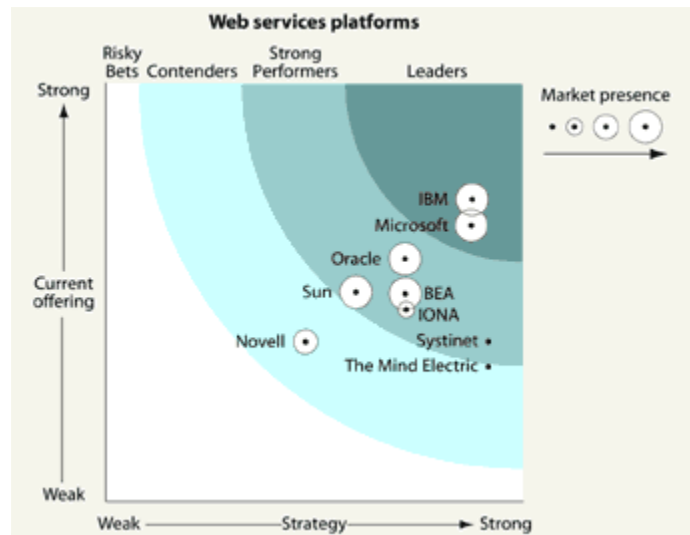 Web services platforms
Risky
Bets
Contenders
Strong
Performers
Leaders
Strong
Market presence
IBM
Microsoft
Oracle
Current
offering
Sun
BEA
IONA
Novell
Systinet
The Mind Electric
Weak
Weak
Strategy
Strong